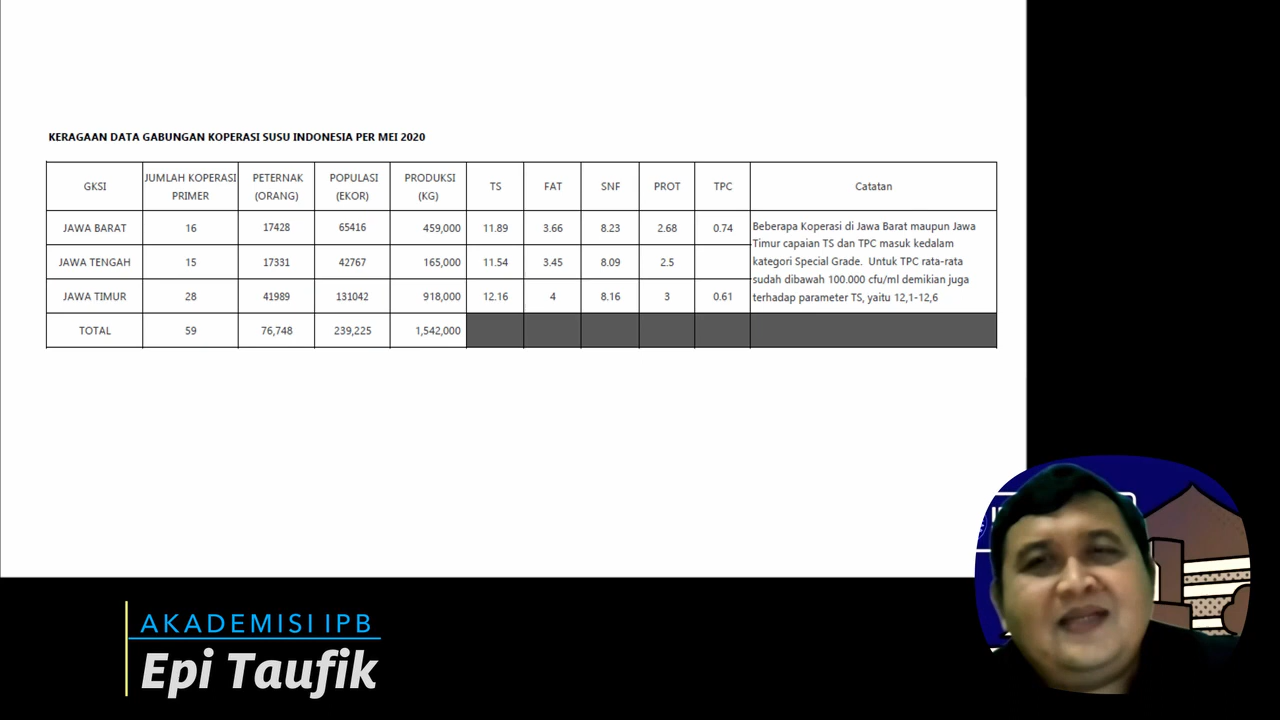 KERAGAAN DATA GABUNGAN KOPERASI SUSU INDONESIA PER MEI 2020
GKSI JUMLAH KOPERASI PRIMER PETERNAK (ORANG) POPULASI (EKOR) PRODUKSI (KG) TS FAT SNF PROT TPC Catatan
JAWA BARAT 16 17428 65416 459,000 11.89 3.66 8.23 2.68 0.74
JAWA TENGAH 15 17331 42767 165,000 11.54 3.45 8.09 2.5
JAWA TIMUR 28 41989 131042 918,000 12.16 4 8.16 3 0.61
Beberapa Koperasi di Jawa Barat maupun Jawa
Timur capaian TS dan TPC masuk kedalam
kategori Special Grade. Untuk TPC rata-rata
sudah dibawah 100.000 cfu/ml demikian juga
terhadap parameter TS, yaitu 12,1-12,6
TOTAL 59 76,748 239,225 1,542,000
AKADEMISI IPB
Epi Taufik